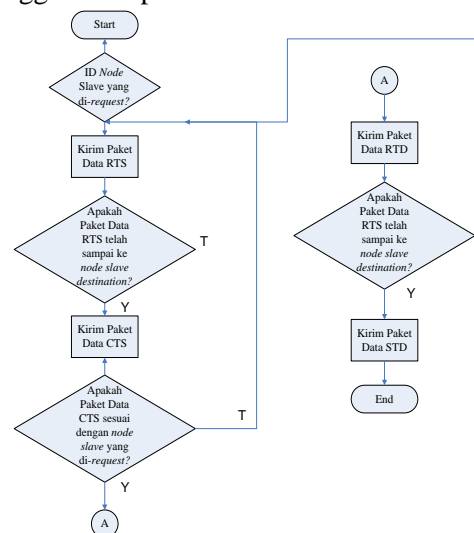 Start
ID Node
Slave yang
di-request?
Kirim Paket
Data RTS
Apakah
Paket Data
RTS telah
sampai ke
node slave
destination?
T
Y
Kirim Paket
Data CTS
Apakah
Paket Data
CTS sesuai
dengan node
slave yang
di-request?
T
Y
A
A
Kirim Paket
Data RTD
Apakah
Paket Data
RTS telah
sampai ke
node slave
destination?
Y
Kirim Paket
Data STD
End